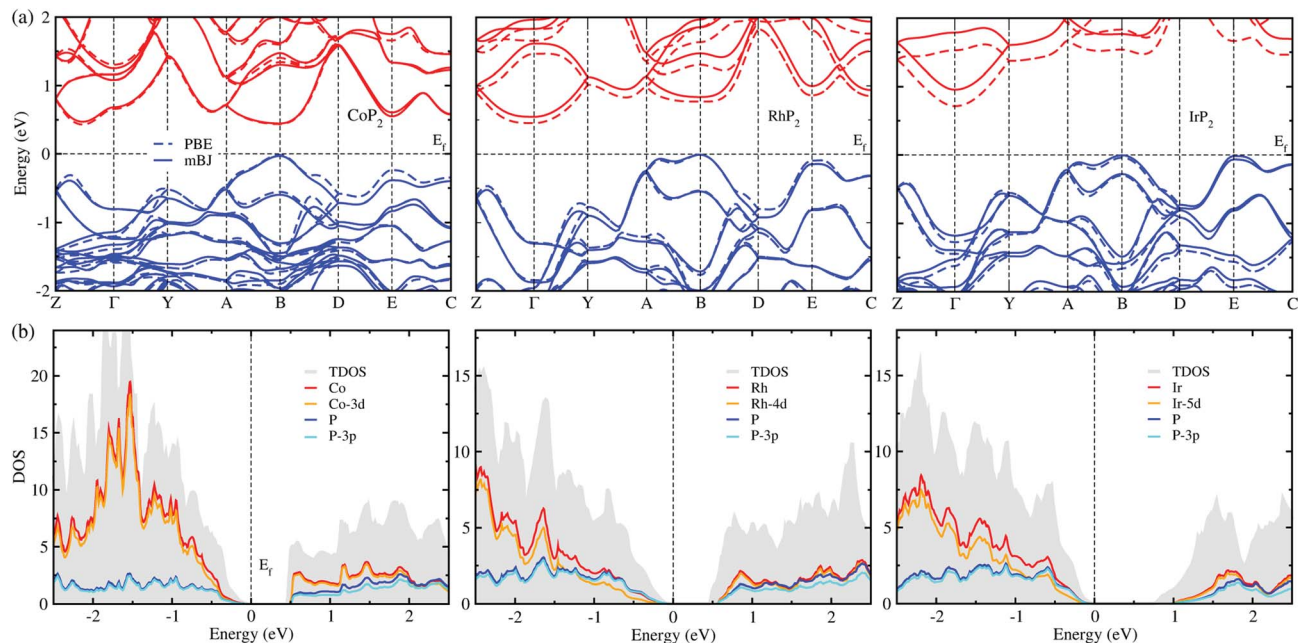 (a)
2
1
0
-1
-2
Energy (eV)
PBE
mBJ
CoP2
Ef
Z Γ Y A B D E C
RhP2
Ef
Z Γ Y A B D E C
IrP2
Ef
Z Γ Y A B D E C
(b)
20
15
10
5
0
DOS
TDOS
Co
Co-3d
P
P-3p
Ef
-2 -1 0 1 2
Energy (eV)
15
10
5
0
TDOS
Rh
Rh-4d
P
P-3p
-2 -1 0 1 2
Energy (eV)
15
10
5
0
TDOS
Ir
Ir-5d
P
P-3p
-2 -1 0 1 2
Energy (eV)